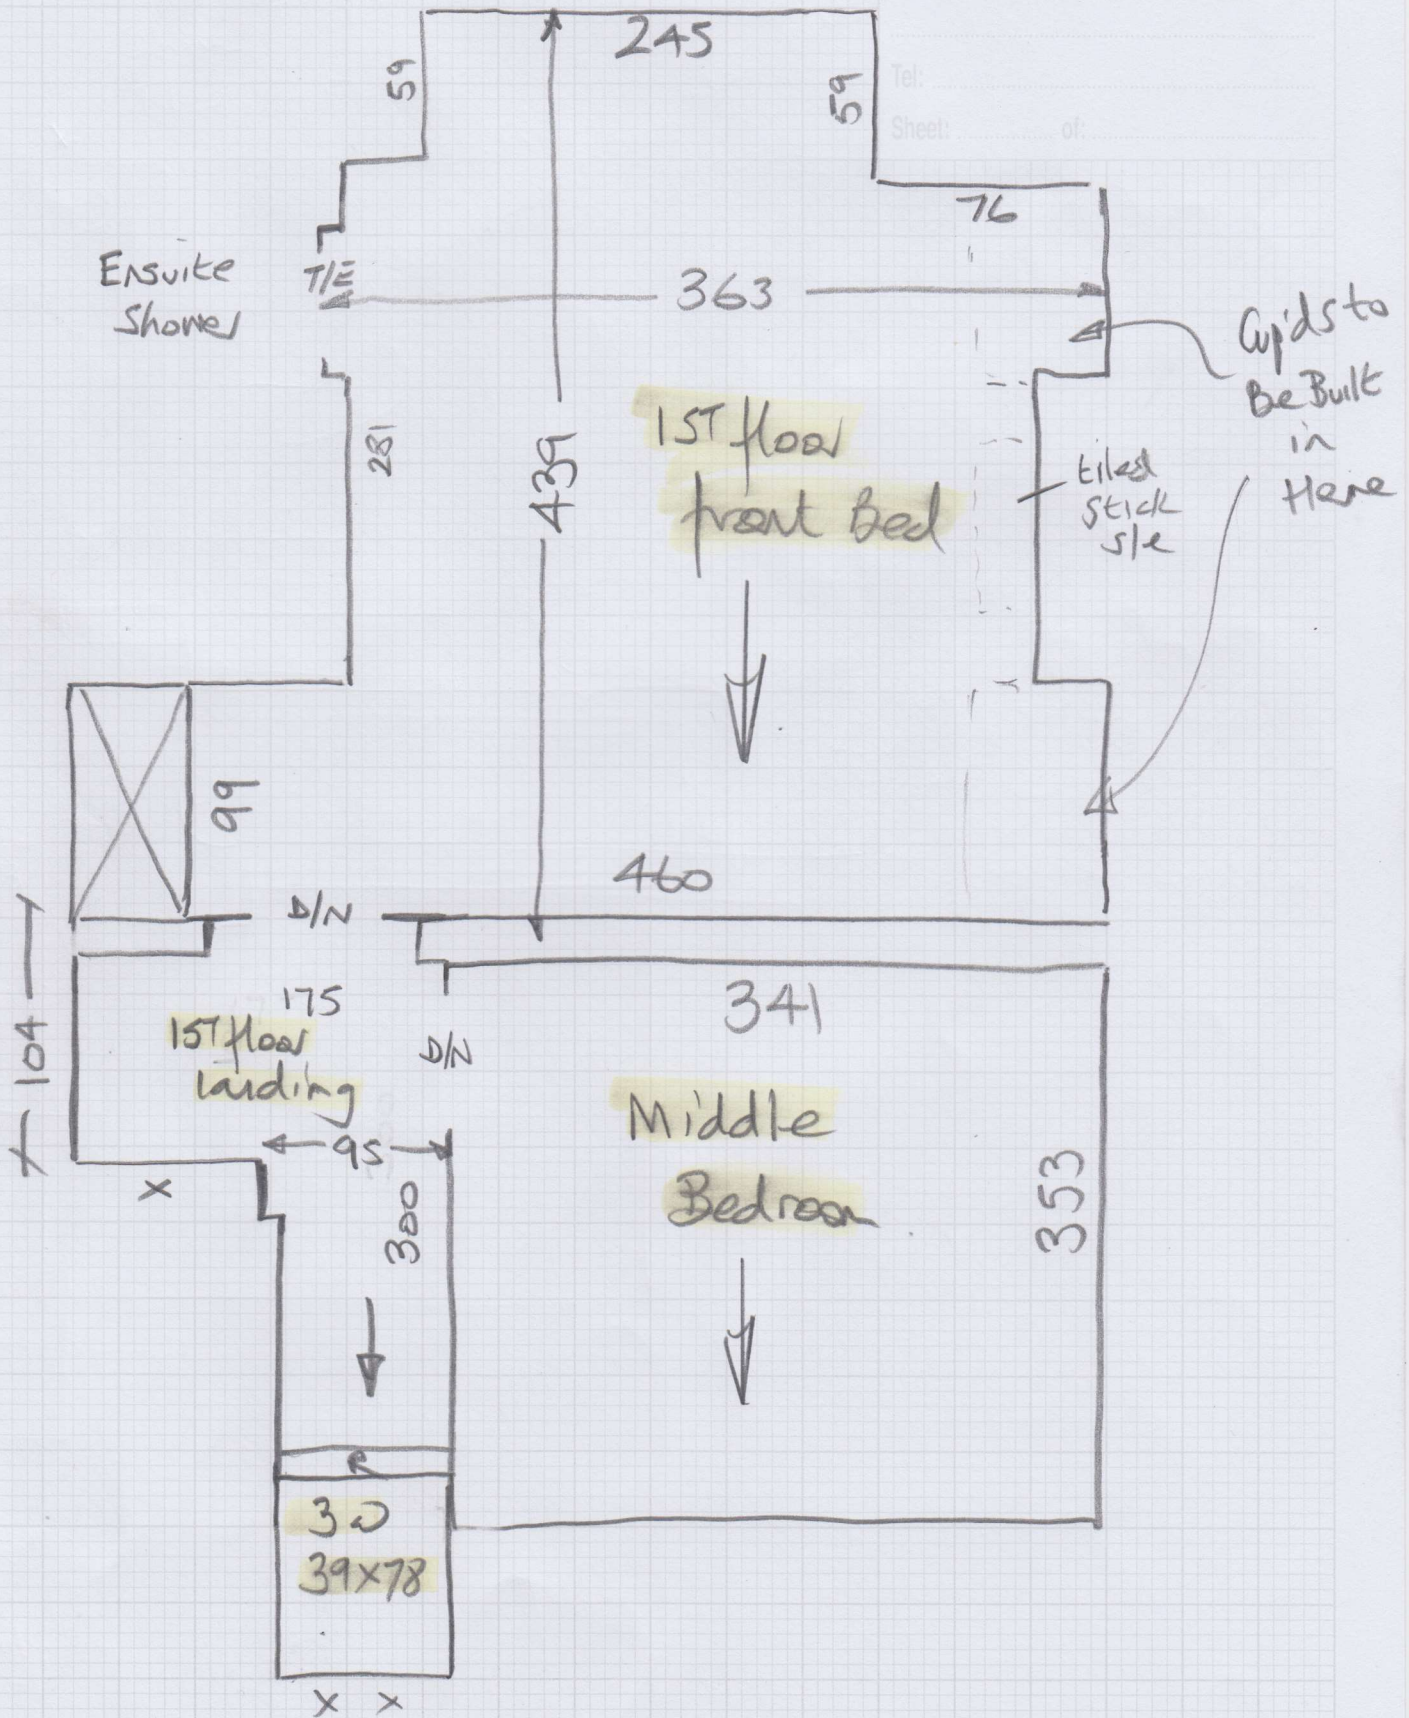 245
59
59
Tel:
Sheet: of:
76
Ensuite
Shower
T/E
363
Cup'ds to
Be Built
in
Here
281
439
1ST floor
front Bed
tiled
stick
s/e
99
460
D/N
104
175
1ST floor
landing
D/N
341
Middle
Bedroom
95
300
353
X
R
3
39x78
X X